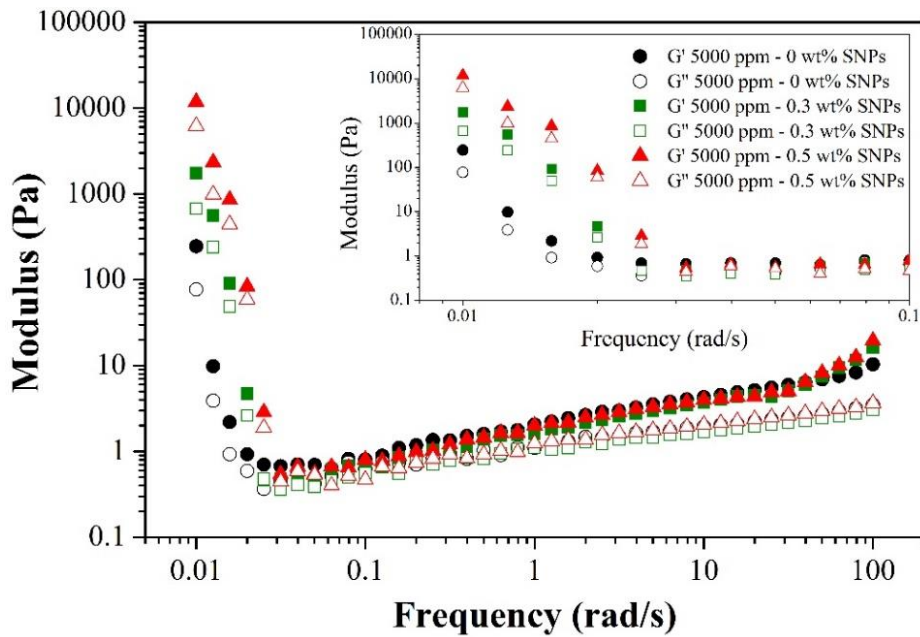 100000
10000
1000
100
10
1
0.1
Modulus (Pa)
0.01
0.1
1
10
100
Frequency (rad/s)
100000
10000
1000
100
10
1
0.1
Modulus (Pa)
0.01
0.1
Frequency (rad/s)
G' 5000 ppm - 0 wt% SNPs
G" 5000 ppm - 0 wt% SNPs
G' 5000 ppm - 0.3 wt% SNPs
G" 5000 ppm - 0.3 wt% SNPs
G' 5000 ppm - 0.5 wt% SNPs
G" 5000 ppm - 0.5 wt% SNPs